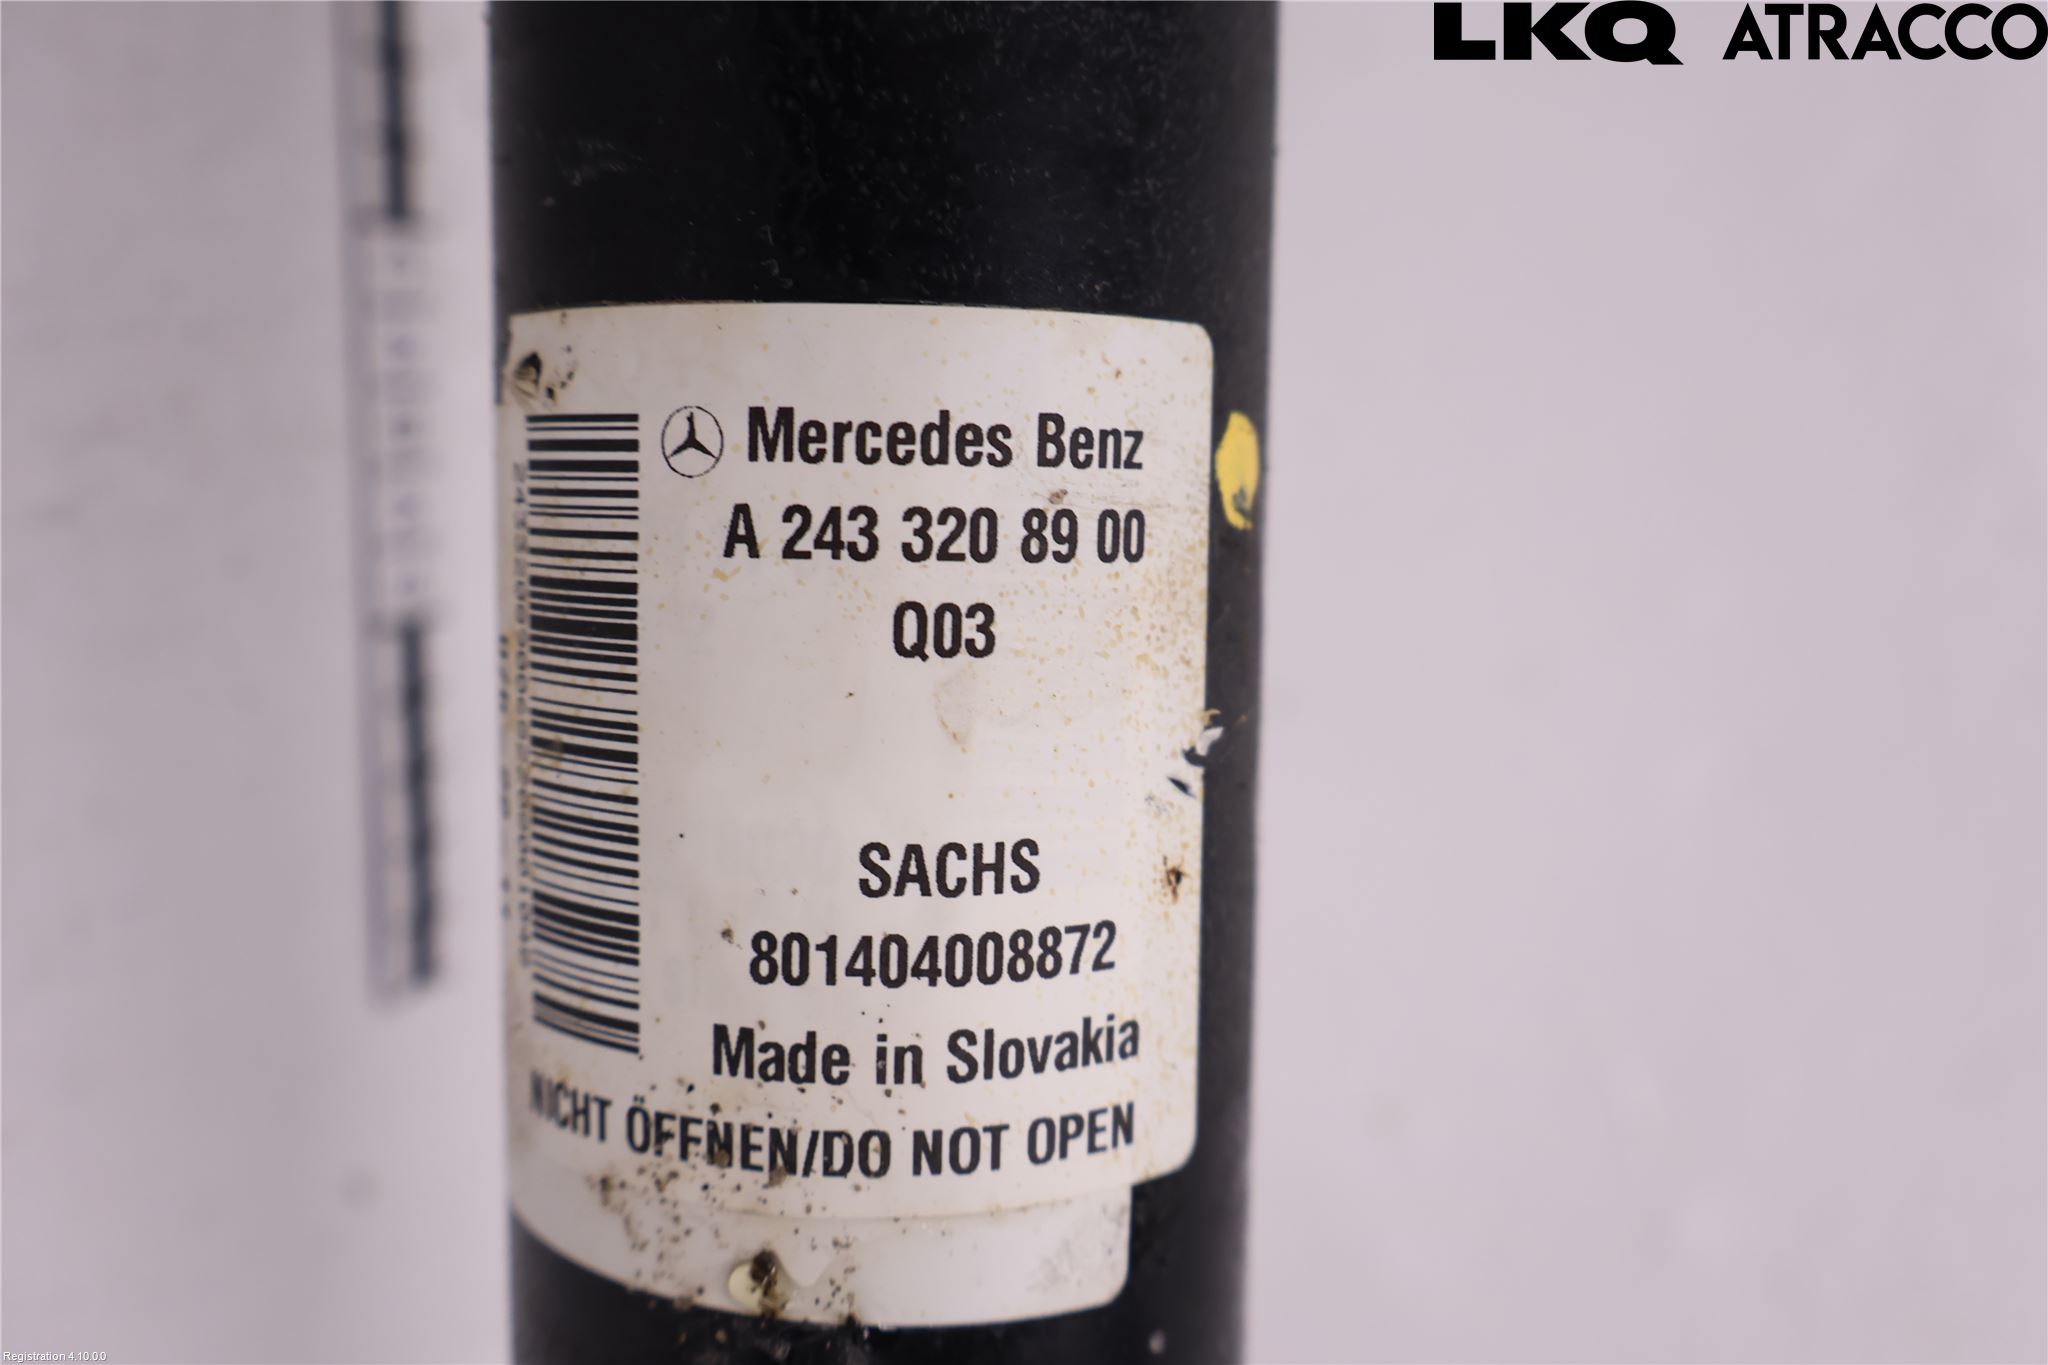 LKQ ATRACCO
Mercedes Benz
A 243 320 89 00
Q03
SACHS
801404008872
Made in Slovakia
NICHT ÖFFNEN/DO NOT OPEN
Registration 4.10.0.0